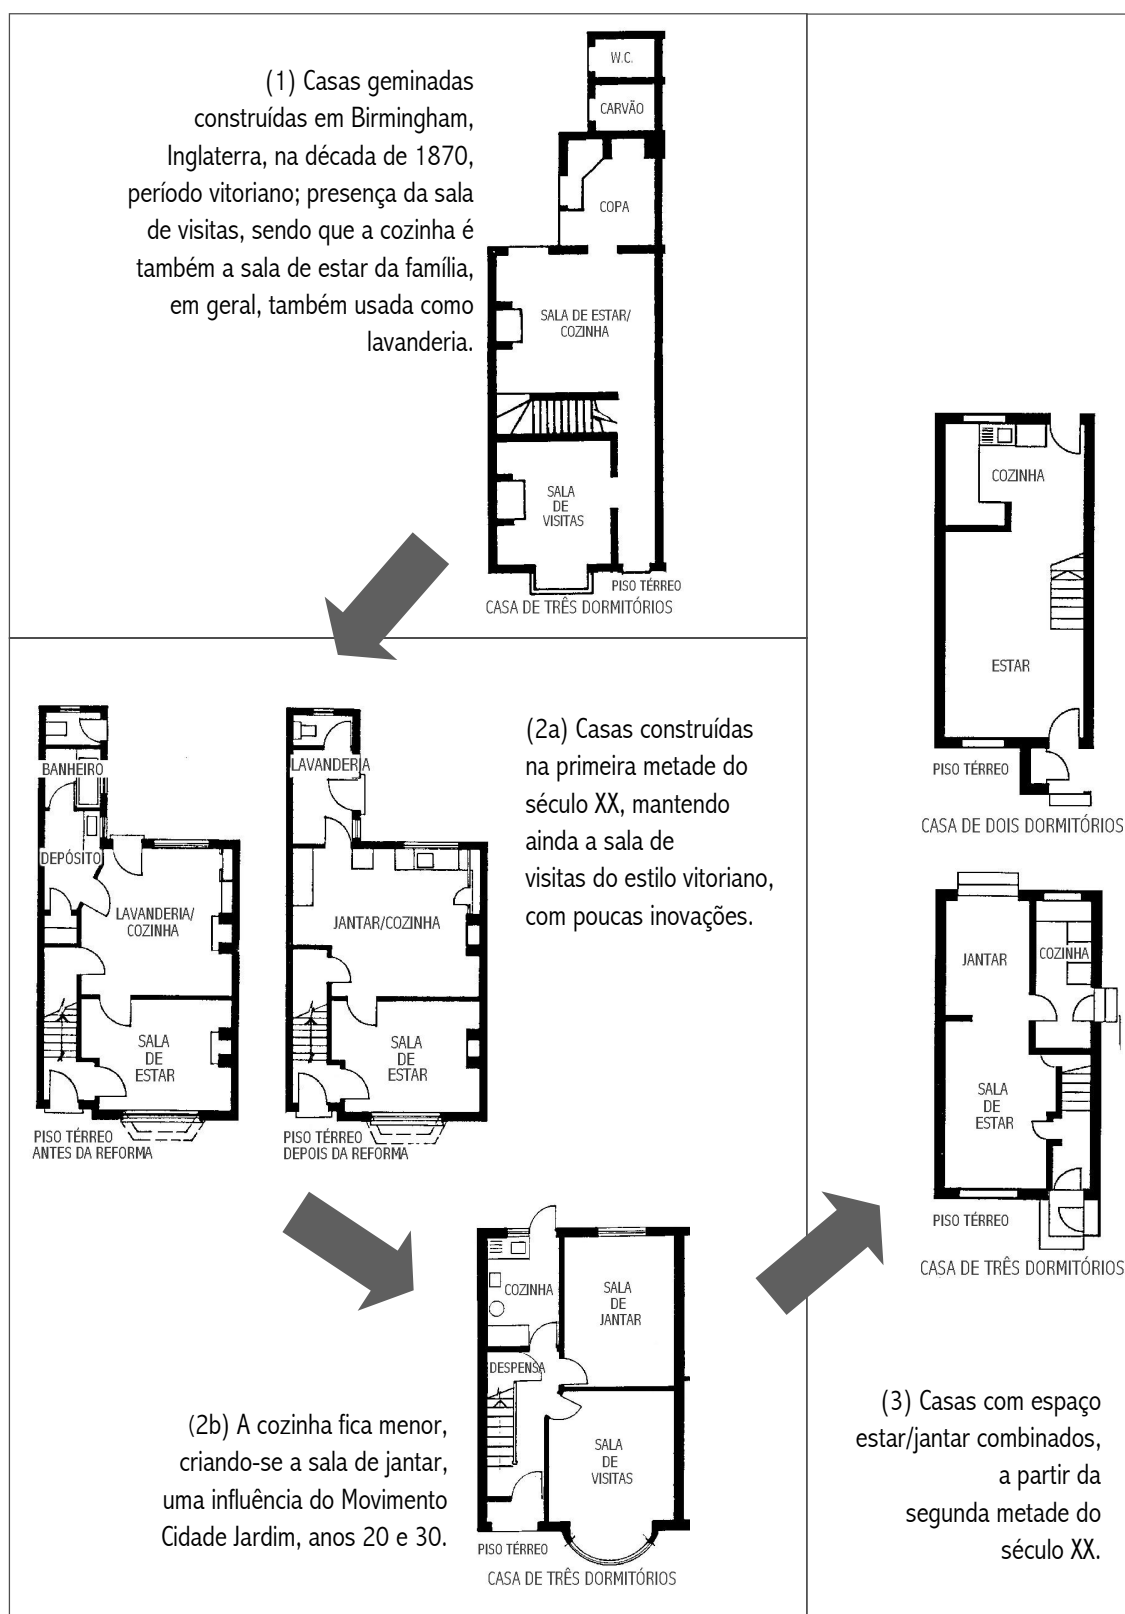 (1) Casas geminadas
construídas em Birmingham,
Inglaterra, na década de 1870,
período vitoriano; presença da sala
de visitas, sendo que a cozinha é
também a sala de estar da família,
em geral, também usada como
lavanderia.
W.C.
CARVÃO
COPA
SALA DE ESTAR/
COZINHA
SALA
DE
VISITAS
PISO TÉRREO
CASA DE TRÊS DORMITÓRIOS
BANHEIRO
DEPÓSITO
LAVANDERIA/
COZINHA
SALA
DE
ESTAR
PISO TÉRREO
ANTES DA REFORMA
LAVANDERIA
JANTAR/COZINHA
SALA
DE
ESTAR
PISO TÉRREO
DEPOIS DA REFORMA
(2a) Casas construídas
na primeira metade do
século XX, mantendo
ainda a sala de
visitas do estilo vitoriano,
com poucas inovações.
(2b) A cozinha fica menor,
criando-se a sala de jantar,
uma influência do Movimento
Cidade Jardim, anos 20 e 30.
COZINHA
SALA
DE
JANTAR
DESPENSA
SALA
DE
VISITAS
PISO TÉRREO
CASA DE TRÊS DORMITÓRIOS
COZINHA
ESTAR
PISO TÉRREO
CASA DE DOIS DORMITÓRIOS
JANTAR
COZINHA
SALA
DE
ESTAR
PISO TÉRREO
CASA DE TRÊS DORMITÓRIOS
(3) Casas com espaço
estar/jantar combinados,
a partir da
segunda metade do
século XX.